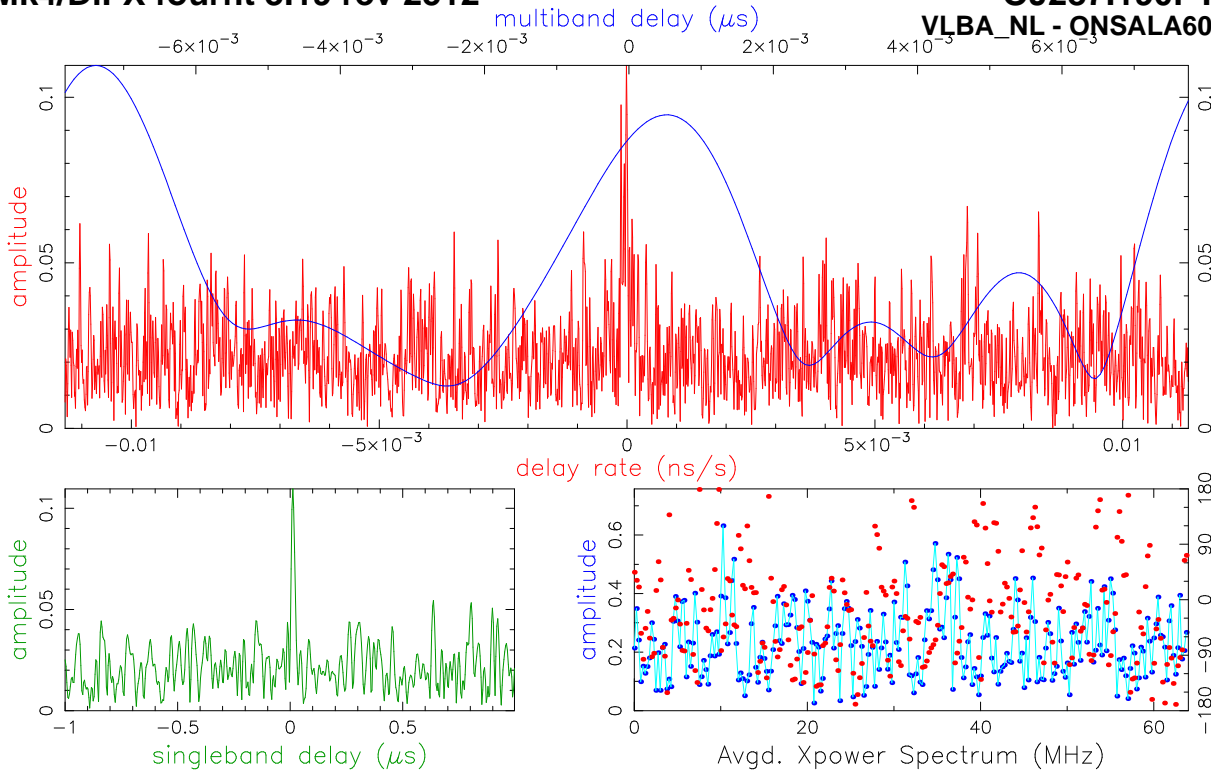 multiband delay (μs)
VLBA_NL - ONSALA60
−6×10⁻³ −4×10⁻³ −2×10⁻³ 0 2×10⁻³ 4×10⁻³ 6×10⁻³
0.1 0.1
amplitude
0.05 0.05
0 0
−0.01 −5×10⁻³ 0 5×10⁻³ 0.01
delay rate (ns/s)
amplitude
0.1
0.05
0
-1 -0.5 0 0.5
singleband delay (μs)
amplitude
0.6
0.4
0.2
0
180
90
0
-90
-180
0 20 40 60
Avgd. Xpower Spectrum (MHz)